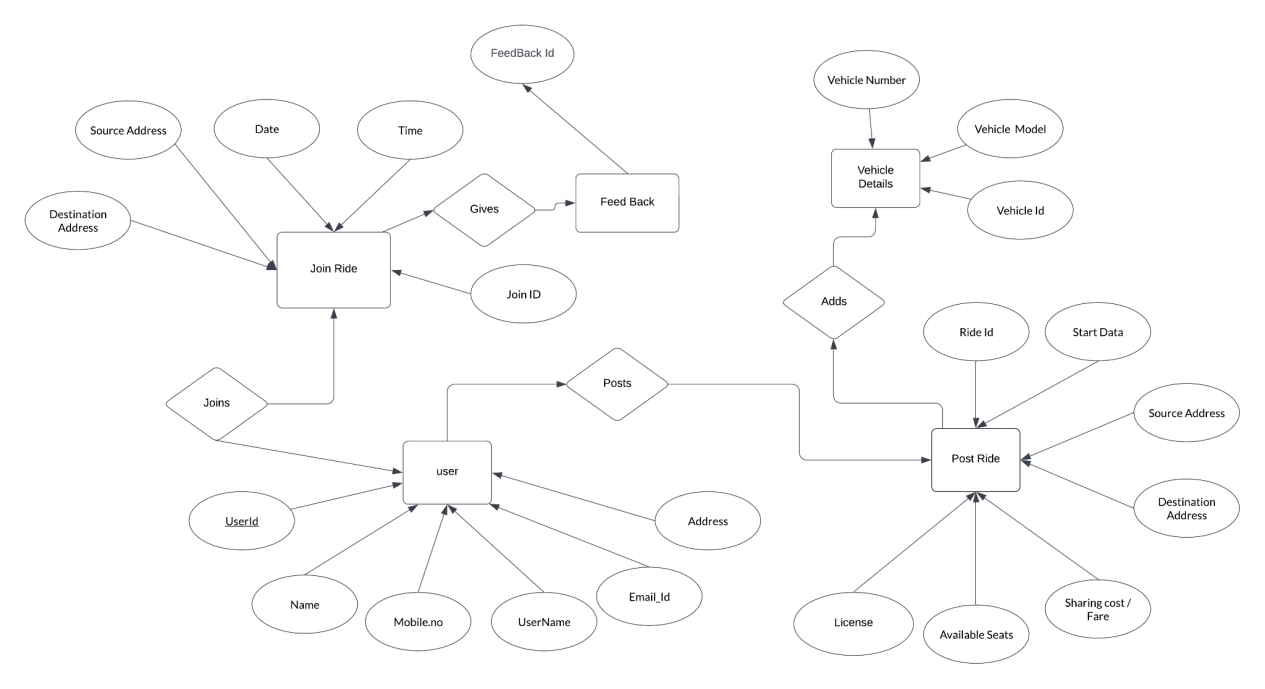 FeedBack Id
Vehicle Number
Source Address
Date
Time
Vehicle Model
Vehicle
Details
Gives
Feed Back
Destination
Address
Vehicle Id
Join Ride
Join ID
Adds
Ride Id
Start Data
Joins
Posts
Source Address
user
Post Ride
UserId
Address
Destination
Address
Name
Mobile.no
UserName
Email_Id
License
Available Seats
Sharing cost /
Fare